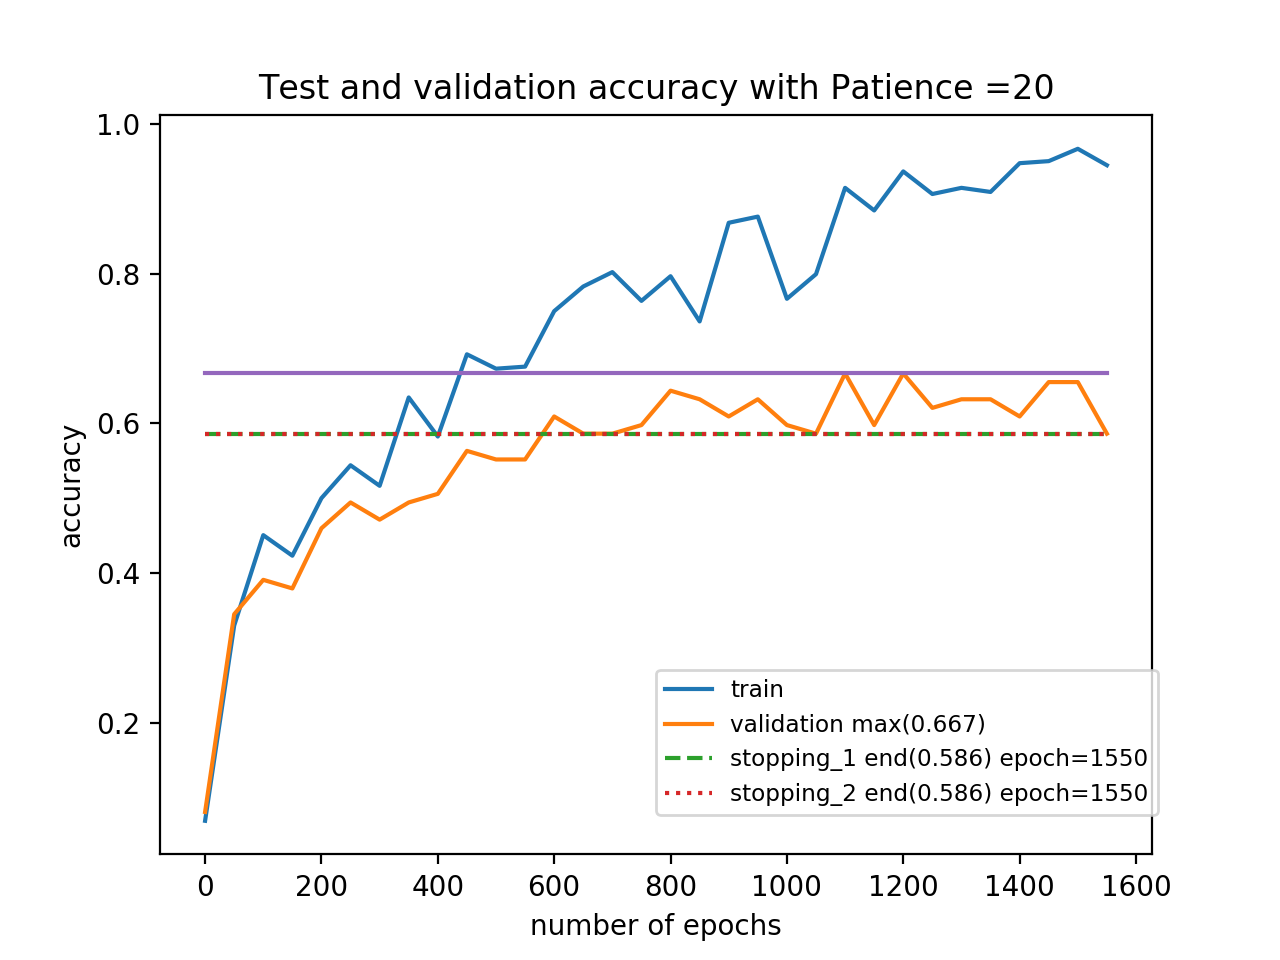 Test and validation accuracy with Patience =20
1.0
0.8
0.6
0.4
0.2
accuracy
train
validation max(0.667)
stopping_1 end(0.586) epoch=1550
stopping_2 end(0.586) epoch=1550
0 200 400 600 800 1000 1200 1400 1600
number of epochs